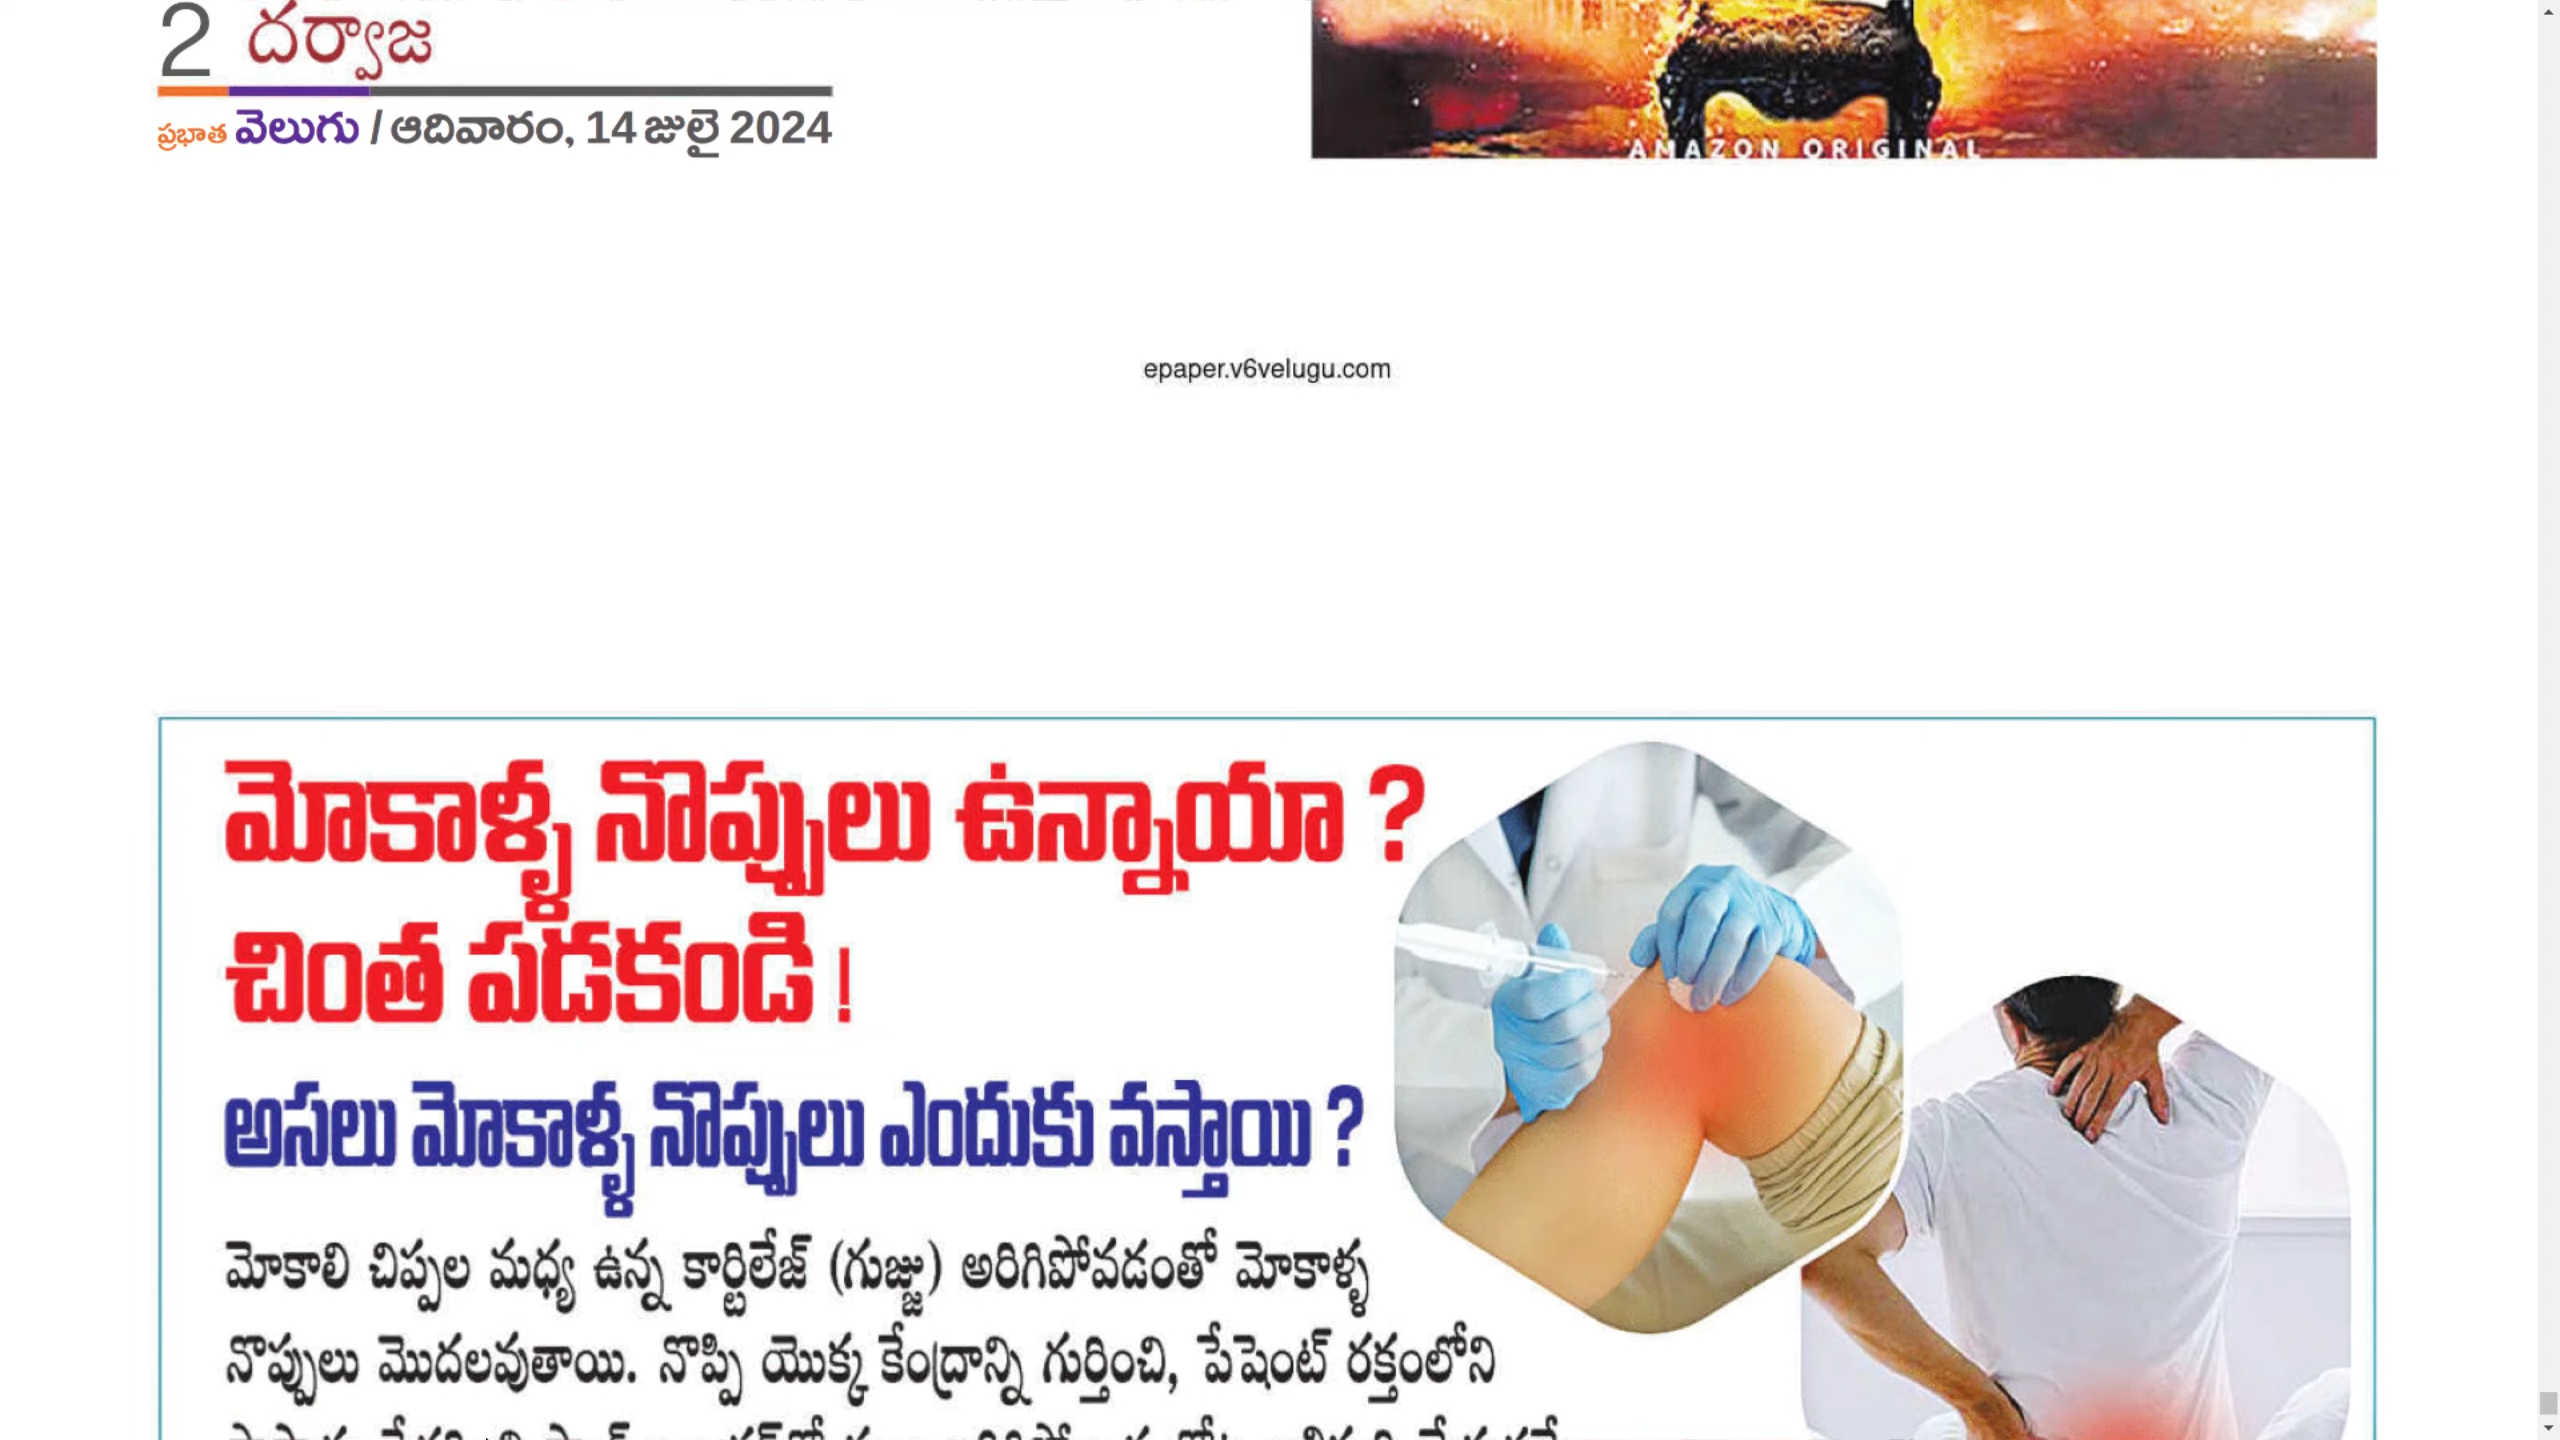 2 దర్వాజ
AMAZON ORIGINAL
ప్రభాత వెలుగు / ఆదివారం, 14 జులై 2024
epaper.v6velugu.com
మోకాళ్ళ నొప్పులు ఉన్నాయా ?
చింత పడకండి !
అసలు మోకాళ్ళ నొప్పులు ఎందుకు వస్తాయి ?
మోకాలి చిప్పల మధ్య ఉన్న కార్టిలేజ్ (గుజ్జు) అరిగిపోవడంతో మోకాళ్ళ
నొప్పులు మొదలవుతాయి. నొప్పి యొక్క కేంద్రాన్ని గుర్తించి, పేషెంట్ రక్తంలోని